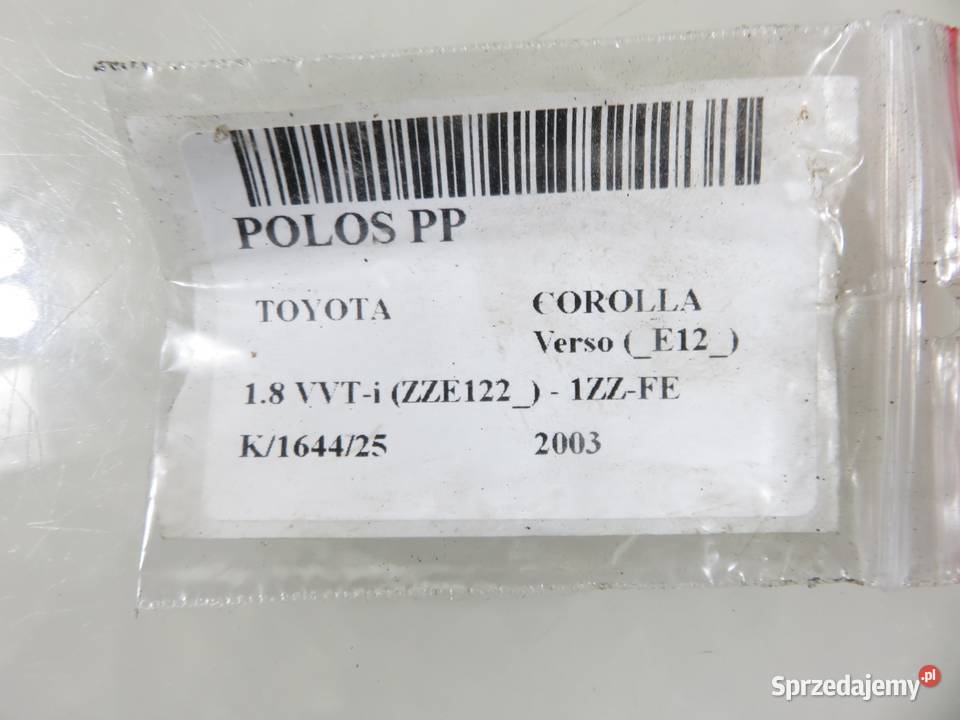 POLOS PP
TOYOTA COROLLA
Verso (_E12_)
1.8 VVT-i (ZZE122_) - 1ZZ-FE
K/1644/25 2003
Sprzedajemy.pl